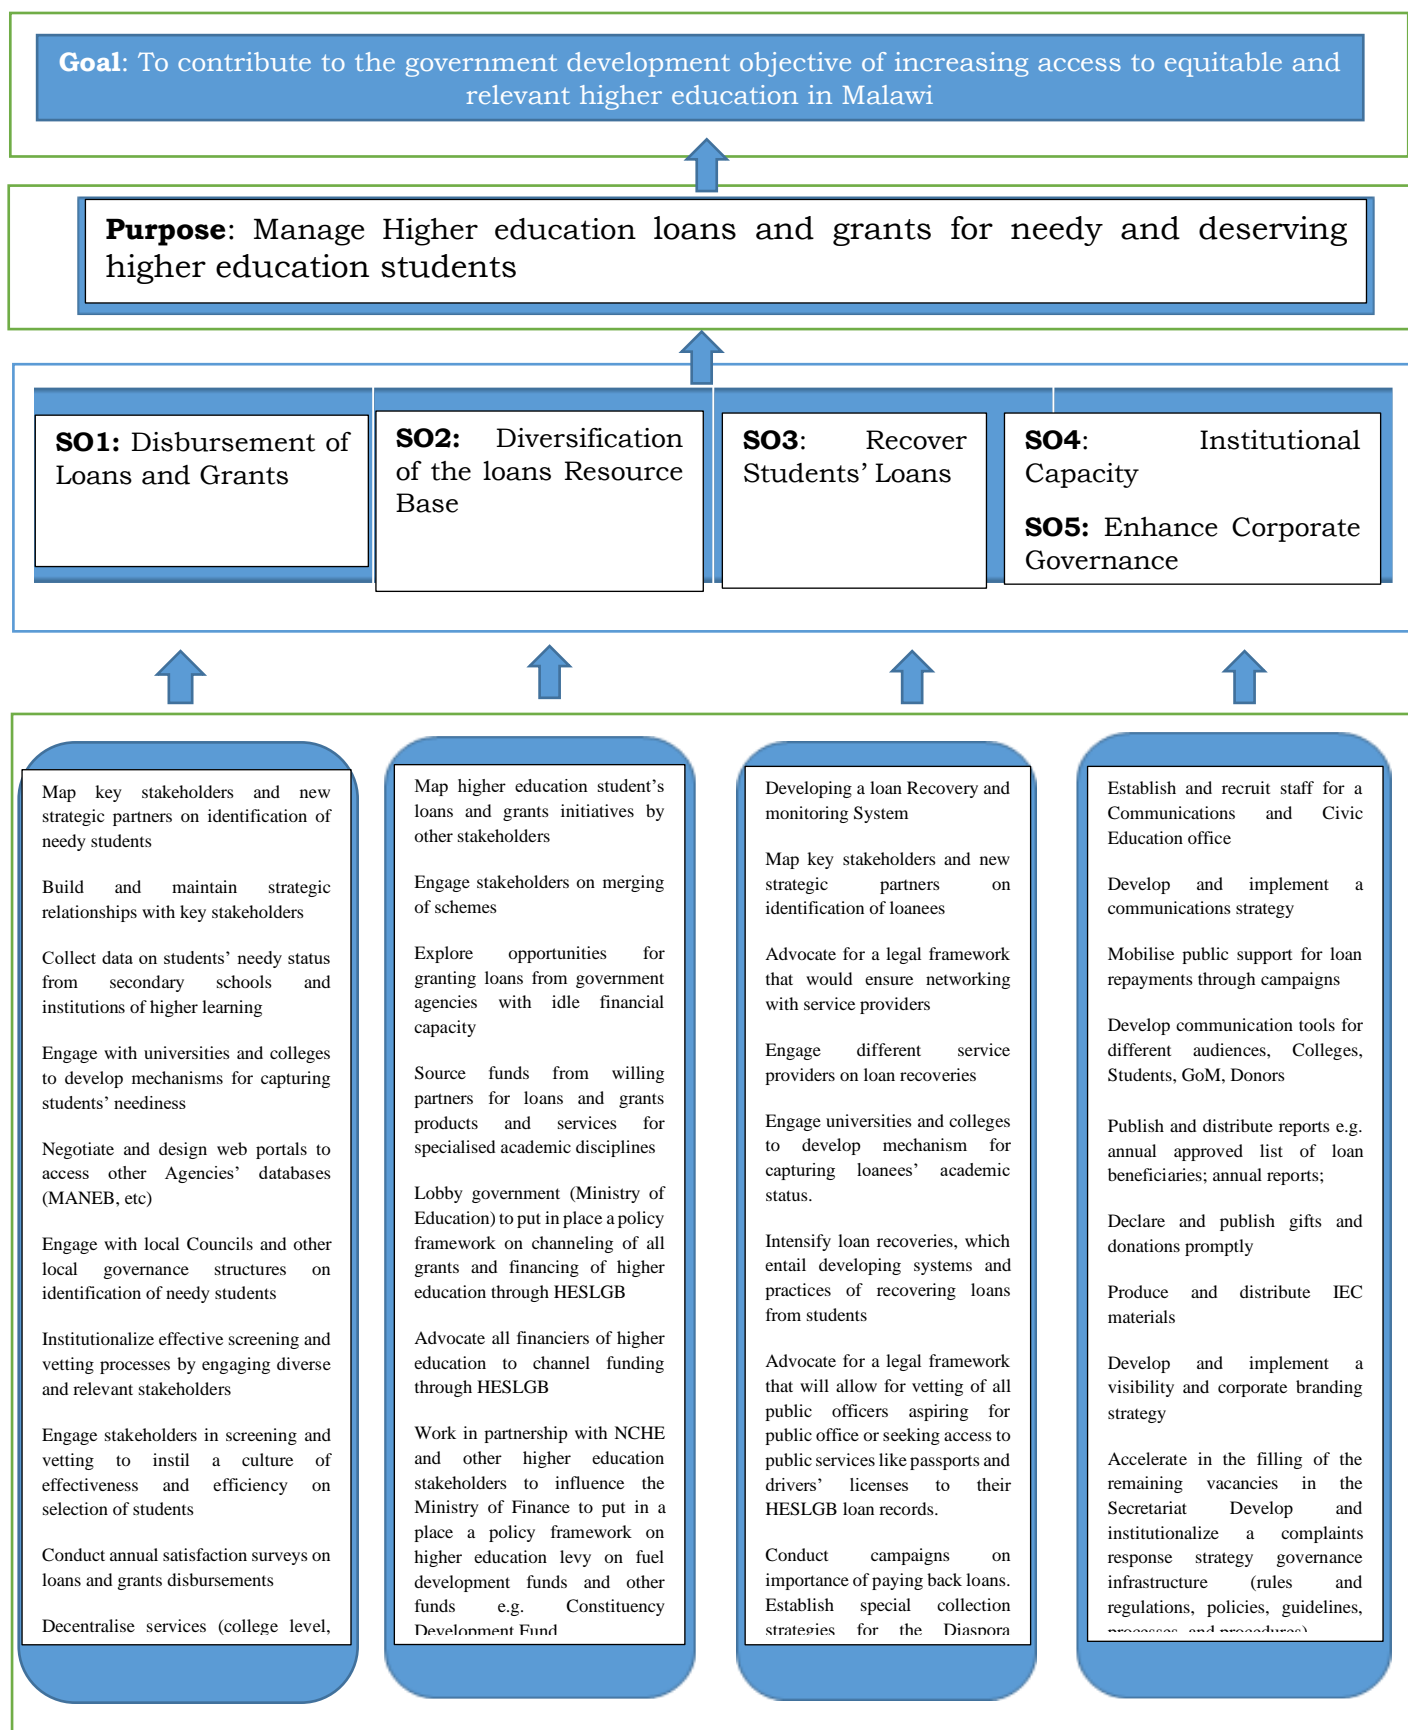 Goal: To contribute to the government development objective of increasing access to equitable and
relevant higher education in Malawi
Purpose: Manage Higher education loans and grants for needy and deserving
higher education students
SO1: Disbursement of
Loans and Grants
SO2: Diversification
of the loans Resource
Base
SO3: Recover
Students’ Loans
SO4: Institutional
Capacity
SO5: Enhance Corporate
Governance
Map key stakeholders and new
strategic partners on identification of
needy students
Build and maintain strategic
relationships with key stakeholders
Collect data on students’ needy status
from secondary schools and
institutions of higher learning
Engage with universities and colleges
to develop mechanisms for capturing
students’ neediness
Negotiate and design web portals to
access other Agencies’ databases
(MANEB, etc)
Engage with local Councils and other
local governance structures on
identification of needy students
Institutionalize effective screening and
vetting processes by engaging diverse
and relevant stakeholders
Engage stakeholders in screening and
vetting to instil a culture of
effectiveness and efficiency on
selection of students
Conduct annual satisfaction surveys on
loans and grants disbursements
Decentralise services (college level,
Map higher education student’s
loans and grants initiatives by
other stakeholders
Engage stakeholders on merging
of schemes
Explore opportunities for
granting loans from government
agencies with idle financial
capacity
Source funds from willing
partners for loans and grants
products and services for
specialised academic disciplines
Lobby government (Ministry of
Education) to put in place a policy
framework on channeling of all
grants and financing of higher
education through HESLGB
Advocate all financiers of higher
education to channel funding
through HESLGB
Work in partnership with NCHE
and other higher education
stakeholders to influence the
Ministry of Finance to put in a
place a policy framework on
higher education levy on fuel
development funds and other
funds e.g. Constituency
Development Fund
Developing a loan Recovery and
monitoring System
Map key stakeholders and new
strategic partners on
identification of loanees
Advocate for a legal framework
that would ensure networking
with service providers
Engage different service
providers on loan recoveries
Engage universities and colleges
to develop mechanism for
capturing loanees’ academic
status.
Intensify loan recoveries, which
entail developing systems and
practices of recovering loans
from students
Advocate for a legal framework
that will allow for vetting of all
public officers aspiring for
public office or seeking access to
public services like passports and
drivers’ licenses to their
HESLGB loan records.
Conduct campaigns on
importance of paying back loans.
Establish special collection
strategies for the Diaspora
Establish and recruit staff for a
Communications and Civic
Education office
Develop and implement a
communications strategy
Mobilise public support for loan
repayments through campaigns
Develop communication tools for
different audiences, Colleges,
Students, GoM, Donors
Publish and distribute reports e.g.
annual approved list of loan
beneficiaries; annual reports;
Declare and publish gifts and
donations promptly
Produce and distribute IEC
materials
Develop and implement a
visibility and corporate branding
strategy
Accelerate in the filling of the
remaining vacancies in the
Secretariat Develop and
institutionalize a complaints
response strategy governance
infrastructure (rules and
regulations, policies, guidelines,
processes, and procedures)